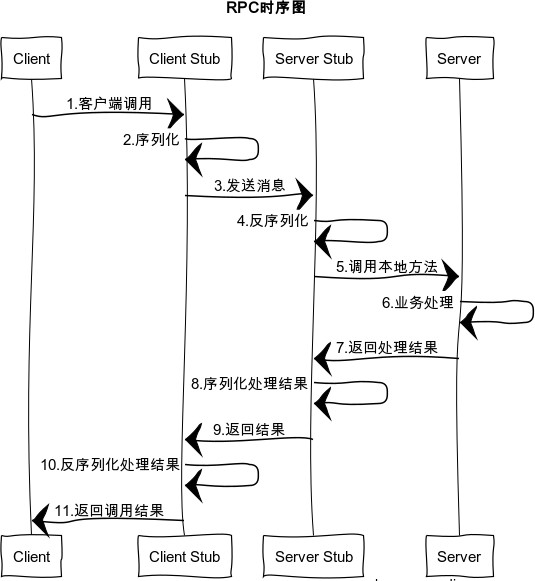 RPC时序图
Client
Client Stub
Server Stub
Server
1.客户端调用
2.序列化
3.发送消息
4.反序列化
5.调用本地方法
6.业务处理
7.返回处理结果
8.序列化处理结果
9.返回结果
10.反序列化处理结果
11.返回调用结果
Client
Client Stub
Server Stub
Server